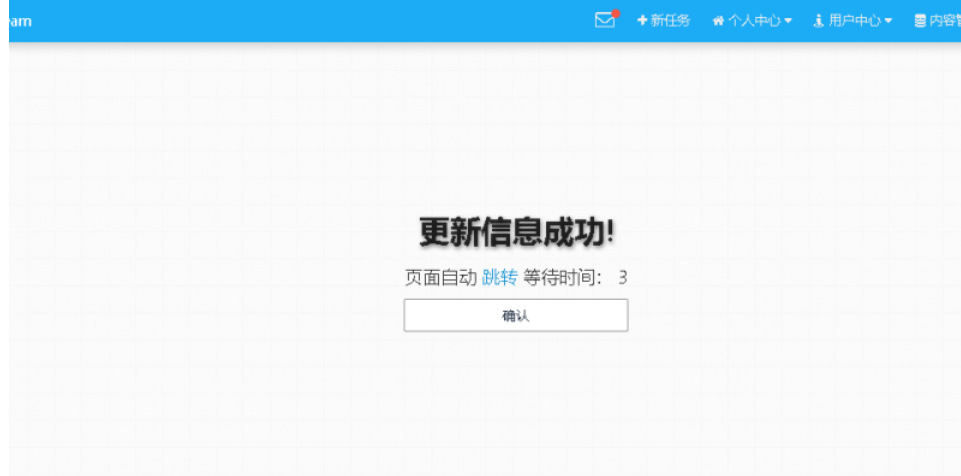 eam 新任务 个人中心 用户中心 内容
更新信息成功!
页面自动 跳转 等待时间： 3
确认